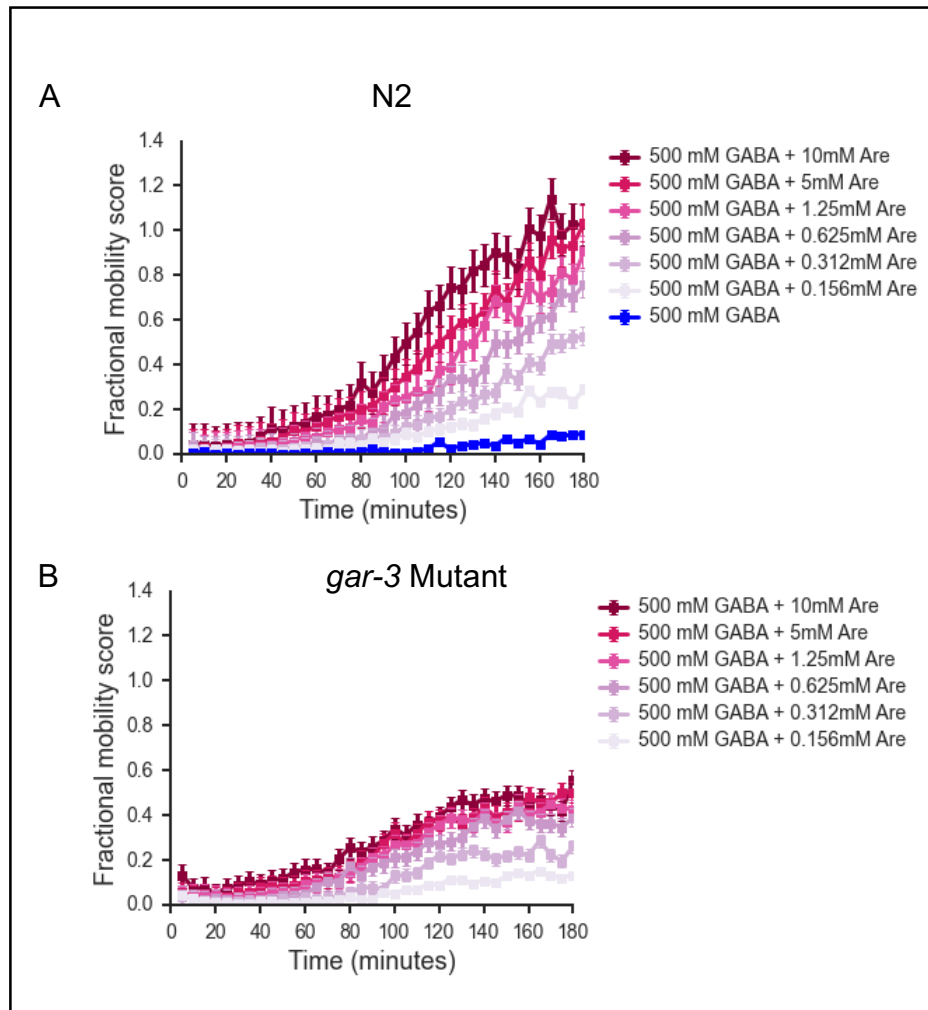 A
N2
1.4
1.2
1.0
0.8
0.6
0.4
0.2
0.0
Fractional mobility score
0 20 40 60 80 100 120 140 160 180
Time (minutes)
500 mM GABA + 10mM Are
500 mM GABA + 5mM Are
500 mM GABA + 1.25mM Are
500 mM GABA + 0.625mM Are
500 mM GABA + 0.312mM Are
500 mM GABA + 0.156mM Are
500 mM GABA
B
gar-3 Mutant
1.4
1.2
1.0
0.8
0.6
0.4
0.2
0.0
Fractional mobility score
0 20 40 60 80 100 120 140 160 180
Time (minutes)
500 mM GABA + 10mM Are
500 mM GABA + 5mM Are
500 mM GABA + 1.25mM Are
500 mM GABA + 0.625mM Are
500 mM GABA + 0.312mM Are
500 mM GABA + 0.156mM Are